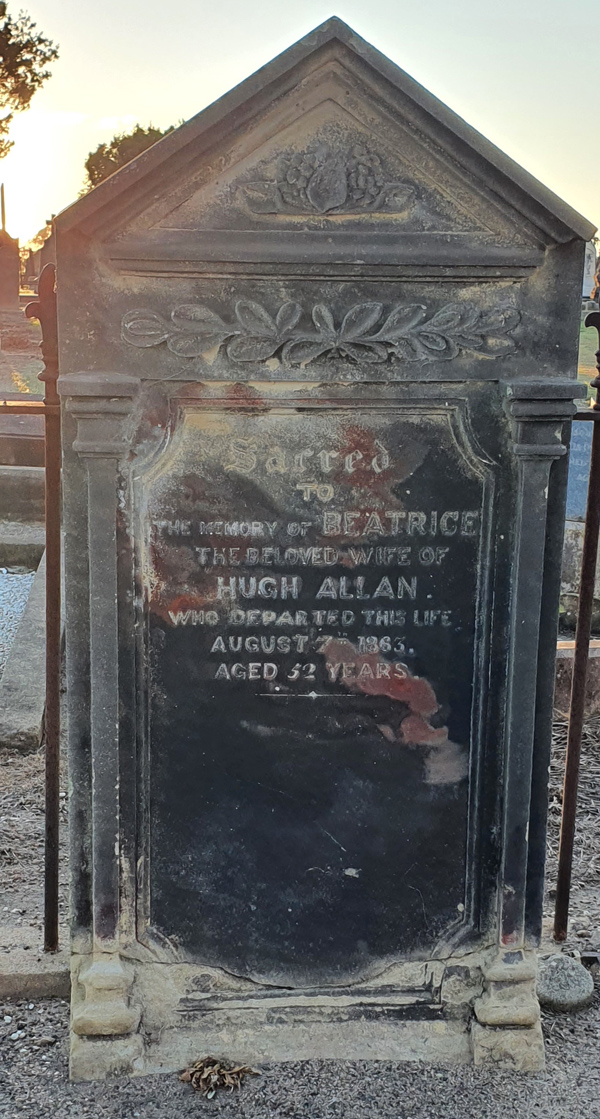 Sacred
TO
THE MEMORY OF BEATRICE
THE BELOVED WIFE OF
HUGH ALLAN.
WHO DEPARTED THIS LIFE
AUGUST 7TH 1863.
AGED 52 YEARS.